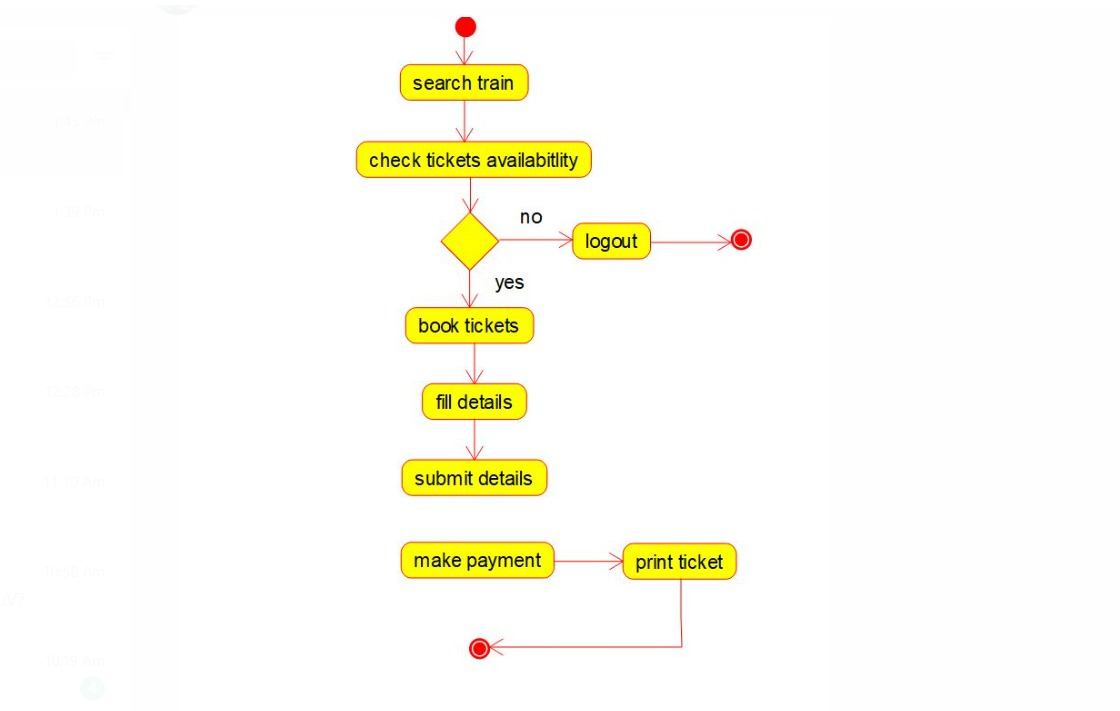 search train
check tickets availabitlity
no
logout
yes
book tickets
fill details
submit details
make payment
print ticket